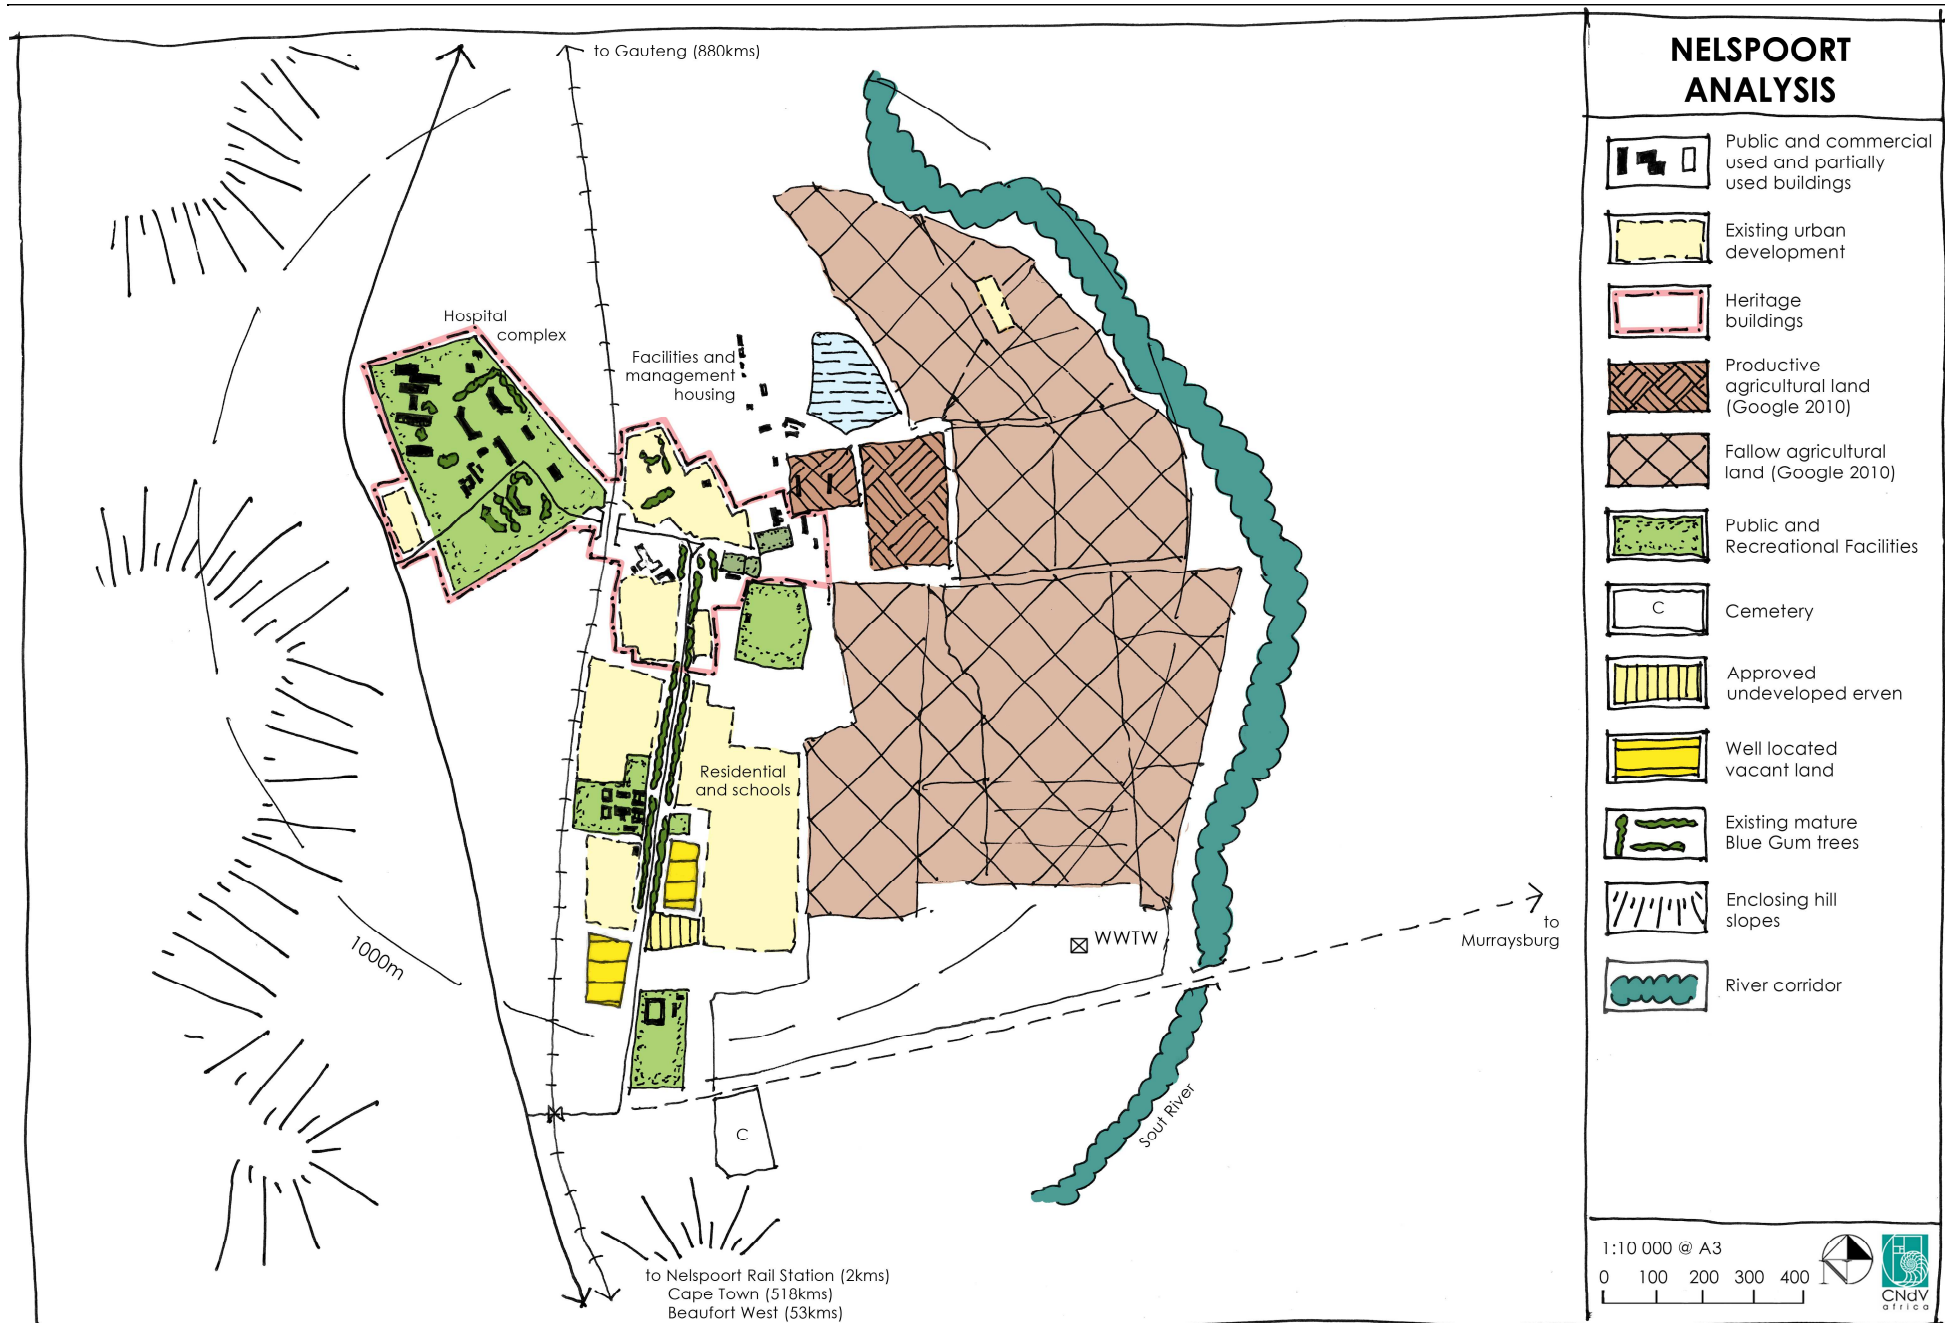 to Gauteng (880kms)
Hospital
complex
Facilities and
management
housing
Residential
and schools
1000m
WWTW
to
Murraysburg
Sout River
C
to Nelspoort Rail Station (2kms)
Cape Town (518kms)
Beaufort West (53kms)
NELSPOORT
ANALYSIS
Public and commercial
used and partially
used buildings
Existing urban
development
Heritage
buildings
Productive
agricultural land
(Google 2010)
Fallow agricultural
land (Google 2010)
Public and
Recreational Facilities
C
Cemetery
Approved
undeveloped erven
Well located
vacant land
Existing mature
Blue Gum trees
Enclosing hill
slopes
River corridor
1:10 000 @ A3
0 100 200 300 400
N
CNdV
africa